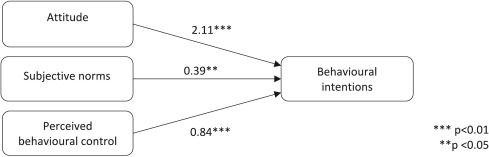 Attitude
2.11***
Subjective norms
0.39**
Behavioural
intentions
Perceived
behavioural control
0.84***
*** p<0.01
**p <0.05